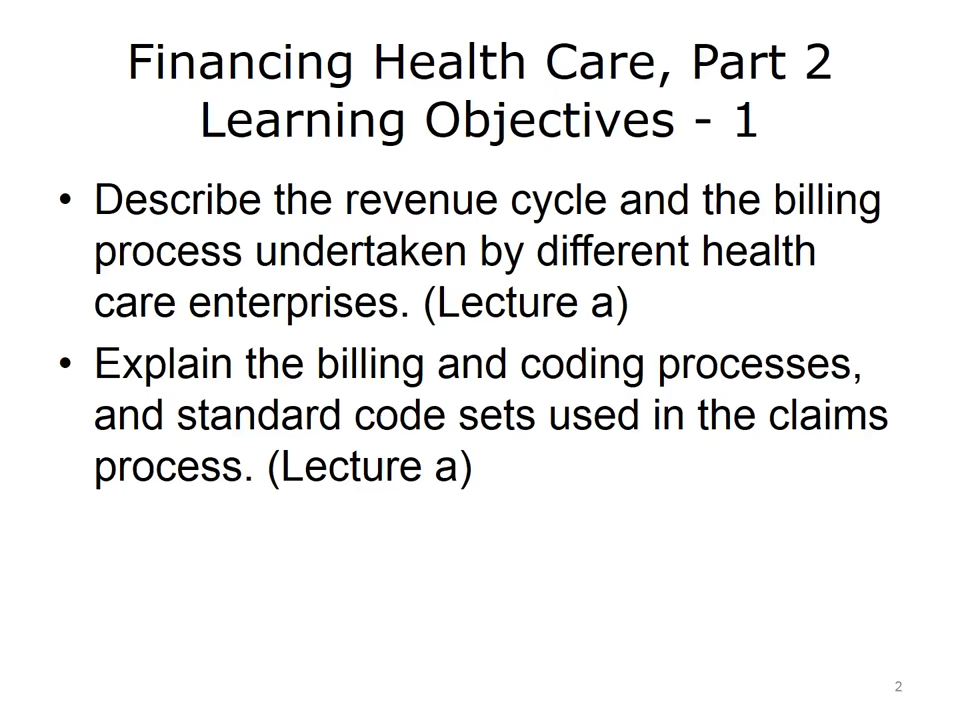 Financing Health Care, Part 2
Learning Objectives - 1
• Describe the revenue cycle and the billing
process undertaken by different health
care enterprises. (Lecture a)
• Explain the billing and coding processes,
and standard code sets used in the claims
process. (Lecture a)
2